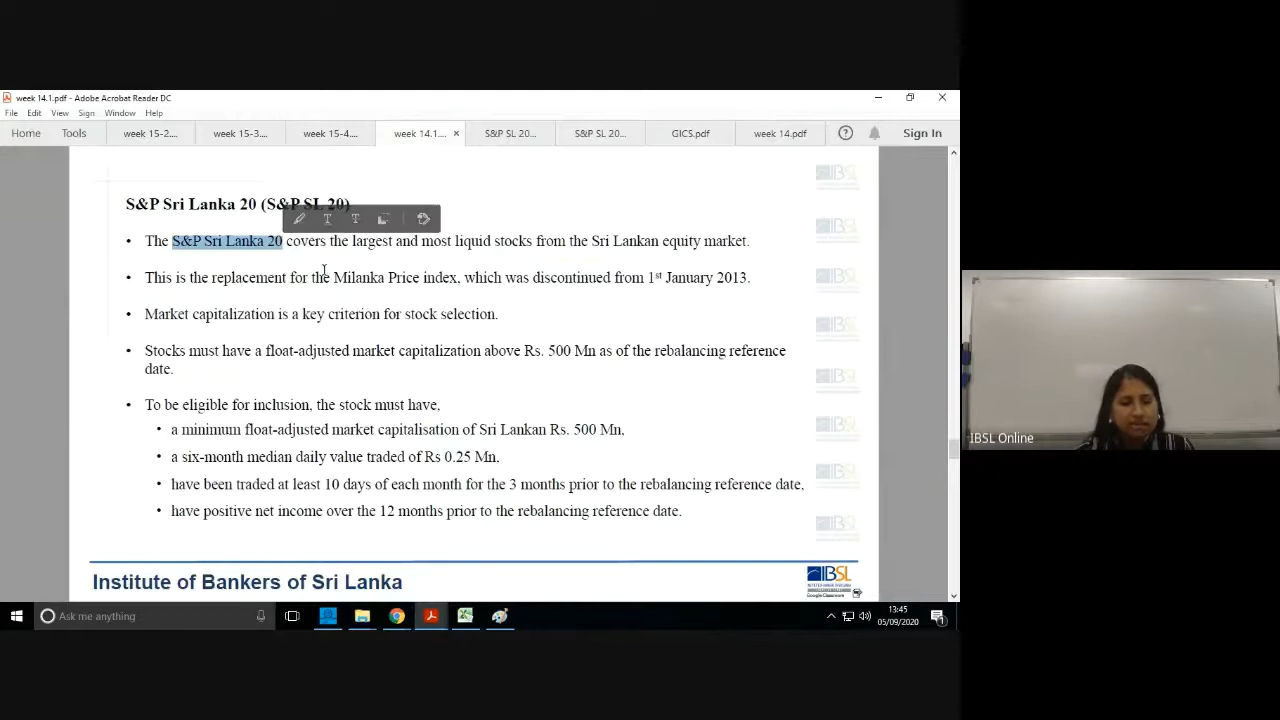 week 14.1.pdf - Adobe Acrobat Reader DC
File Edit View Sign Window Help
Home Tools week 15-2.... week 15-3.... week 15-4.... week 14.1.... × S&P SL 20... S&P SL 20... GICS.pdf week 14.pdf ? Sign In
S&P Sri Lanka 20 (S&P SL 20)
• The S&P Sri Lanka 20 covers the largest and most liquid stocks from the Sri Lankan equity market.
• This is the replacement for the Milanka Price index, which was discontinued from 1st January 2013.
• Market capitalization is a key criterion for stock selection.
• Stocks must have a float-adjusted market capitalization above Rs. 500 Mn as of the rebalancing reference
date.
• To be eligible for inclusion, the stock must have,
• a minimum float-adjusted market capitalisation of Sri Lankan Rs. 500 Mn,
• a six-month median daily value traded of Rs 0.25 Mn,
• have been traded at least 10 days of each month for the 3 months prior to the rebalancing reference date,
• have positive net income over the 12 months prior to the rebalancing reference date.
Institute of Bankers of Sri Lanka
IBSL
Google Classroom
IBSL Online
Ask me anything
13:45
05/09/2020
1